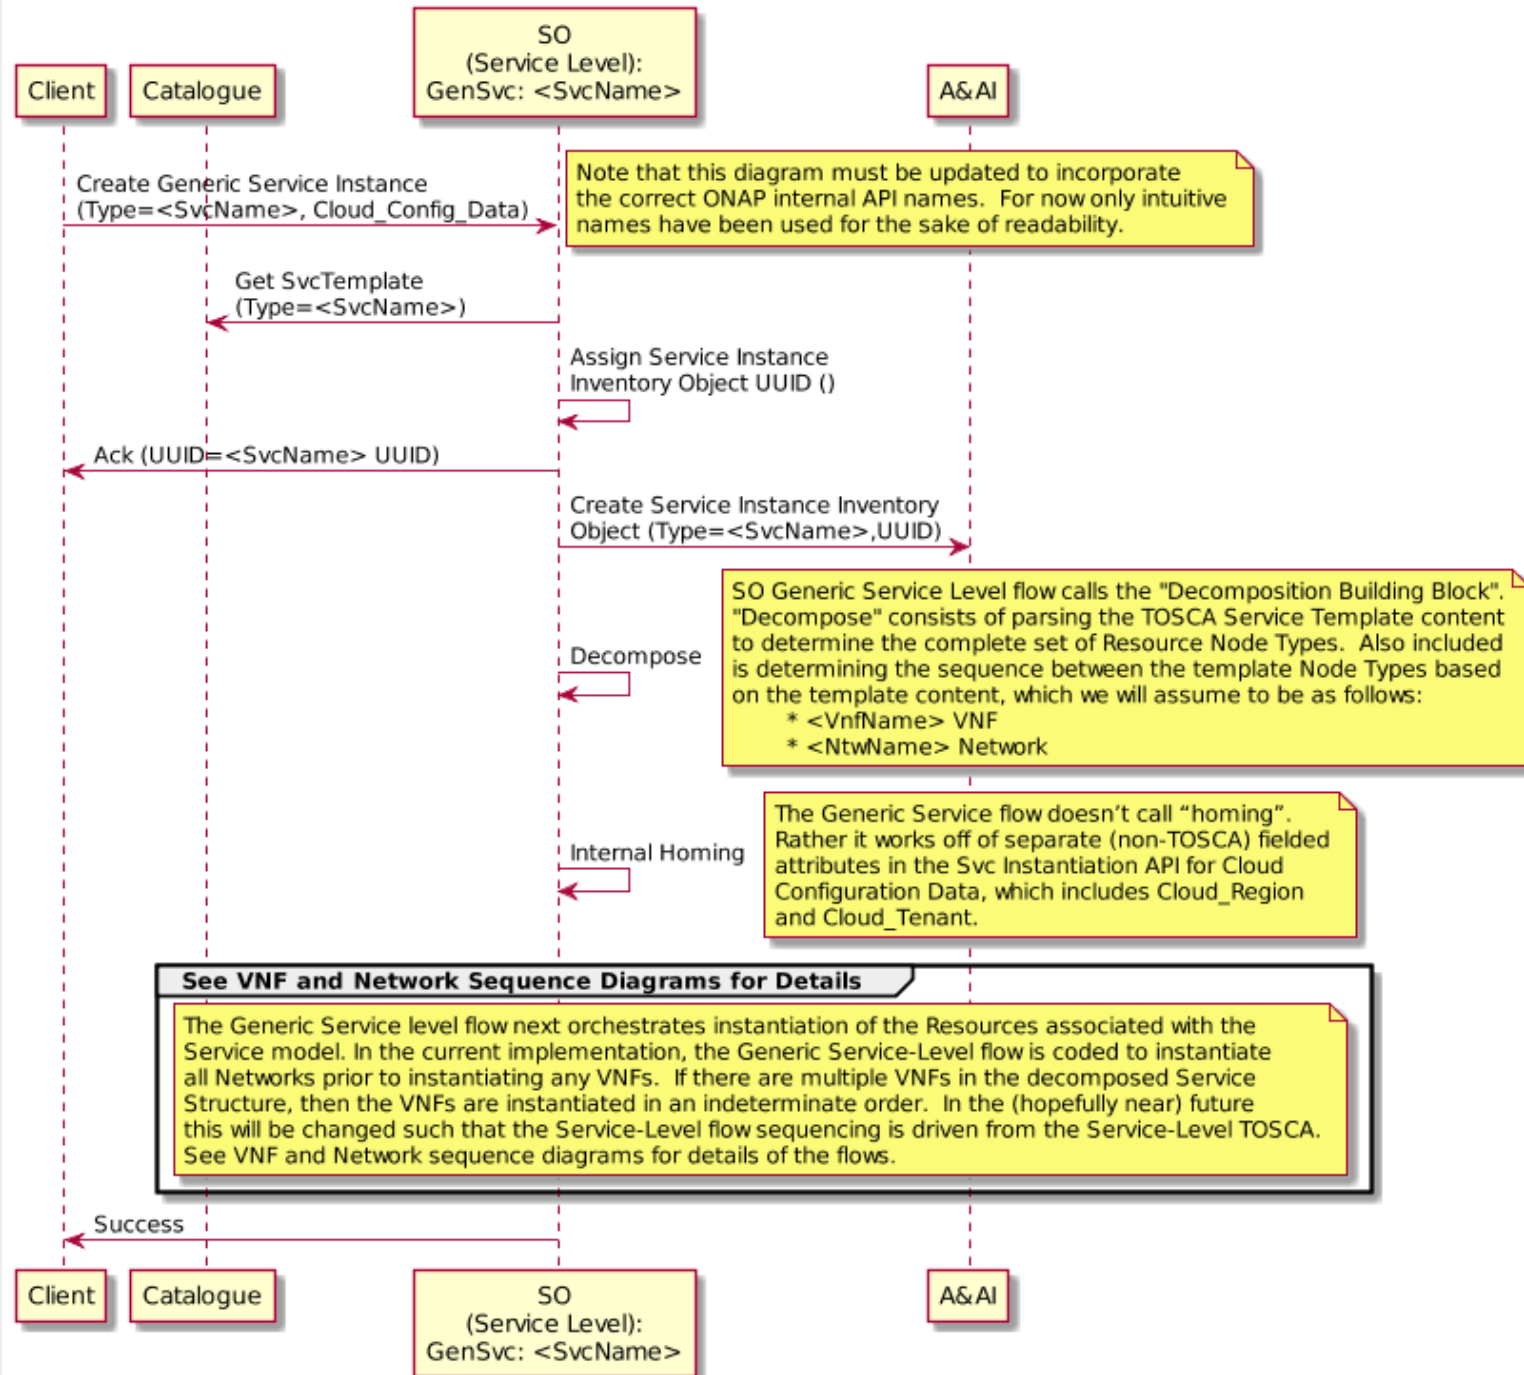 SO
(Service Level):
GenSvc: <SvcName>
Client
Catalogue
A&AI
Create Generic Service Instance
(Type=<SvcName>, Cloud_Config_Data)
Note that this diagram must be updated to incorporate
the correct ONAP internal API names.  For now only intuitive
names have been used for the sake of readability.
Get SvcTemplate
(Type=<SvcName>)
Assign Service Instance
Inventory Object UUID ()
Ack (UUID=<SvcName> UUID)
Create Service Instance Inventory
Object (Type=<SvcName>,UUID)
SO Generic Service Level flow calls the "Decomposition Building Block".
"Decompose" consists of parsing the TOSCA Service Template content
to determine the complete set of Resource Node Types.  Also included
is determining the sequence between the template Node Types based
on the template content, which we will assume to be as follows:
* <VnfName> VNF
* <NtwName> Network
Decompose
The Generic Service flow doesn’t call “homing”.
Rather it works off of separate (non-TOSCA) fielded
attributes in the Svc Instantiation API for Cloud
Configuration Data, which includes Cloud_Region
and Cloud_Tenant.
Internal Homing
See VNF and Network Sequence Diagrams for Details
The Generic Service level flow next orchestrates instantiation of the Resources associated with the
Service model. In the current implementation, the Generic Service-Level flow is coded to instantiate
all Networks prior to instantiating any VNFs.  If there are multiple VNFs in the decomposed Service
Structure, then the VNFs are instantiated in an indeterminate order.  In the (hopefully near) future
this will be changed such that the Service-Level flow sequencing is driven from the Service-Level TOSCA.
See VNF and Network sequence diagrams for details of the flows.
Success
Client
Catalogue
SO
(Service Level):
GenSvc: <SvcName>
A&AI